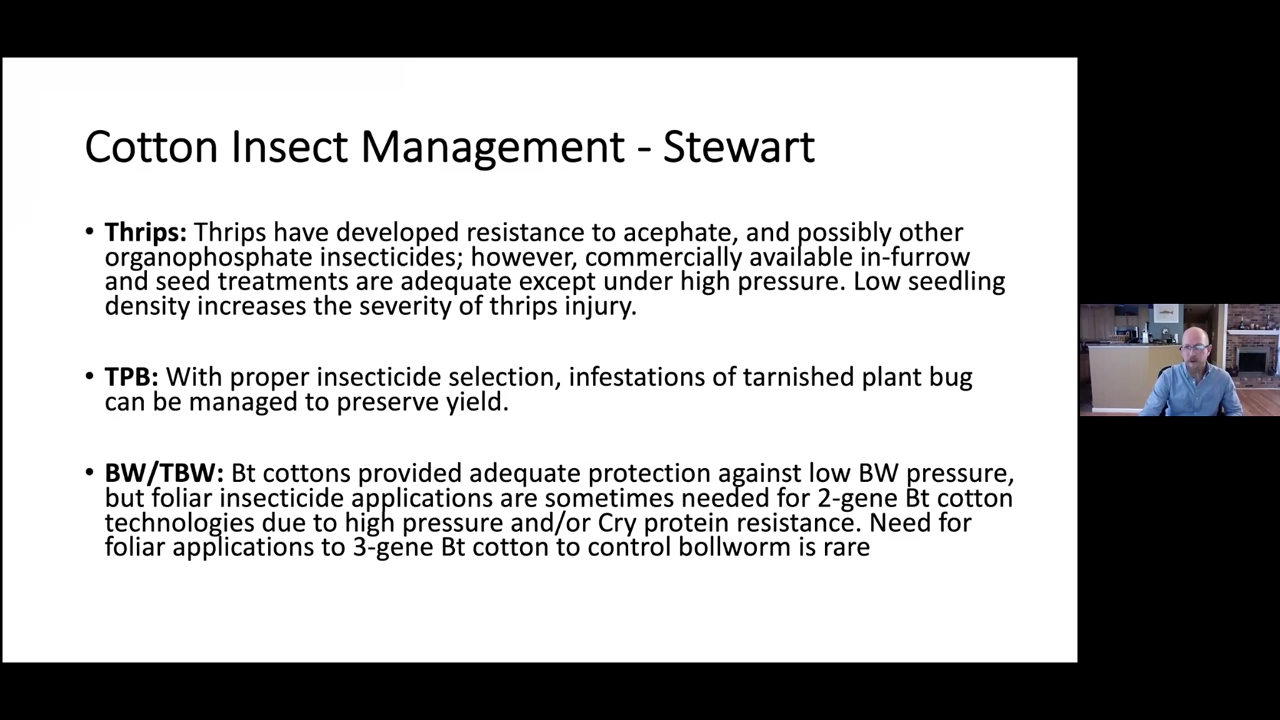 Cotton Insect Management - Stewart
• Thrips: Thrips have developed resistance to acephate, and possibly other
organophosphate insecticides; however, commercially available in-furrow
and seed treatments are adequate except under high pressure. Low seedling
density increases the severity of thrips injury.
• TPB: With proper insecticide selection, infestations of tarnished plant bug
can be managed to preserve yield.
• BW/TBW: Bt cottons provided adequate protection against low BW pressure,
but foliar insecticide applications are sometimes needed for 2-gene Bt cotton
technologies due to high pressure and/or Cry protein resistance. Need for
foliar applications to 3-gene Bt cotton to control bollworm is rare